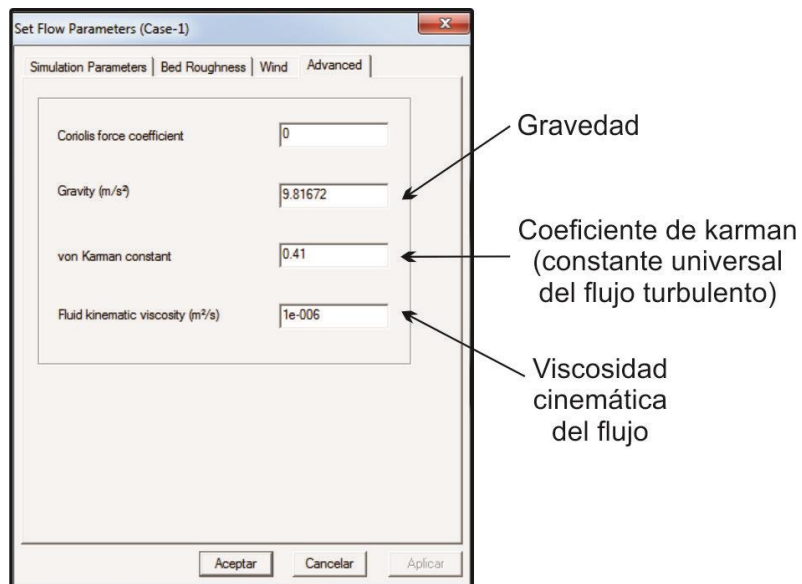 Set Flow Parameters (Case-1)
Simulation Parameters
Bed Roughness
Wind
Advanced
Coriolis force coefficient
0
Gravity (m/s²)
9.81672
von Karman constant
0.41
Fluid kinematic viscosity (m²/s)
1e-006
Aceptar
Cancelar
Aplicar
Gravedad
Coeficiente de karman
(constante universal
del flujo turbulento)
Viscosidad
cinemática
del flujo